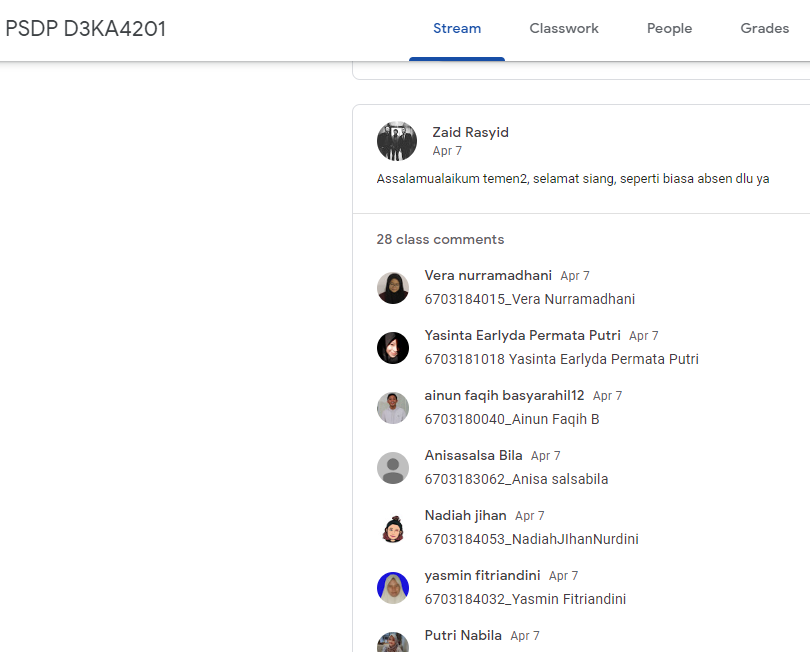 PSDP D3KA4201
Stream Classwork People Grades
Zaid Rasyid
Apr 7
Assalamualaikum temen2, selamat siang, seperti biasa absen dlu ya
28 class comments
Vera nurramadhani Apr 7
6703184015_Vera Nurramadhani
Yasinta Earlyda Permata Putri Apr 7
6703181018 Yasinta Earlyda Permata Putri
ainun faqih basyarahil12 Apr 7
6703180040_Ainun Faqih B
Anisasalsa Bila Apr 7
6703183062_Anisa salsabila
Nadiah jihan Apr 7
6703184053_NadiahJIhanNurdini
yasmin fitriandini Apr 7
6703184032_Yasmin Fitriandini
Putri Nabila Apr 7